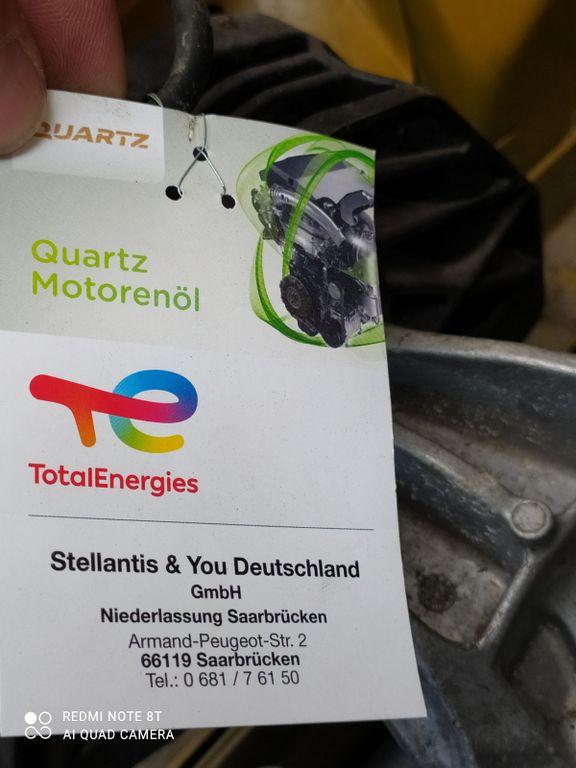 QUARTZ
Quartz
Motorenöl
TotalEnergies
Stellantis & You Deutschland
GmbH
Niederlassung Saarbrücken
Armand-Peugeot-Str. 2
66119 Saarbrücken
Tel.: 0 681 / 7 61 50
REDMI NOTE 8T
AI QUAD CAMERA